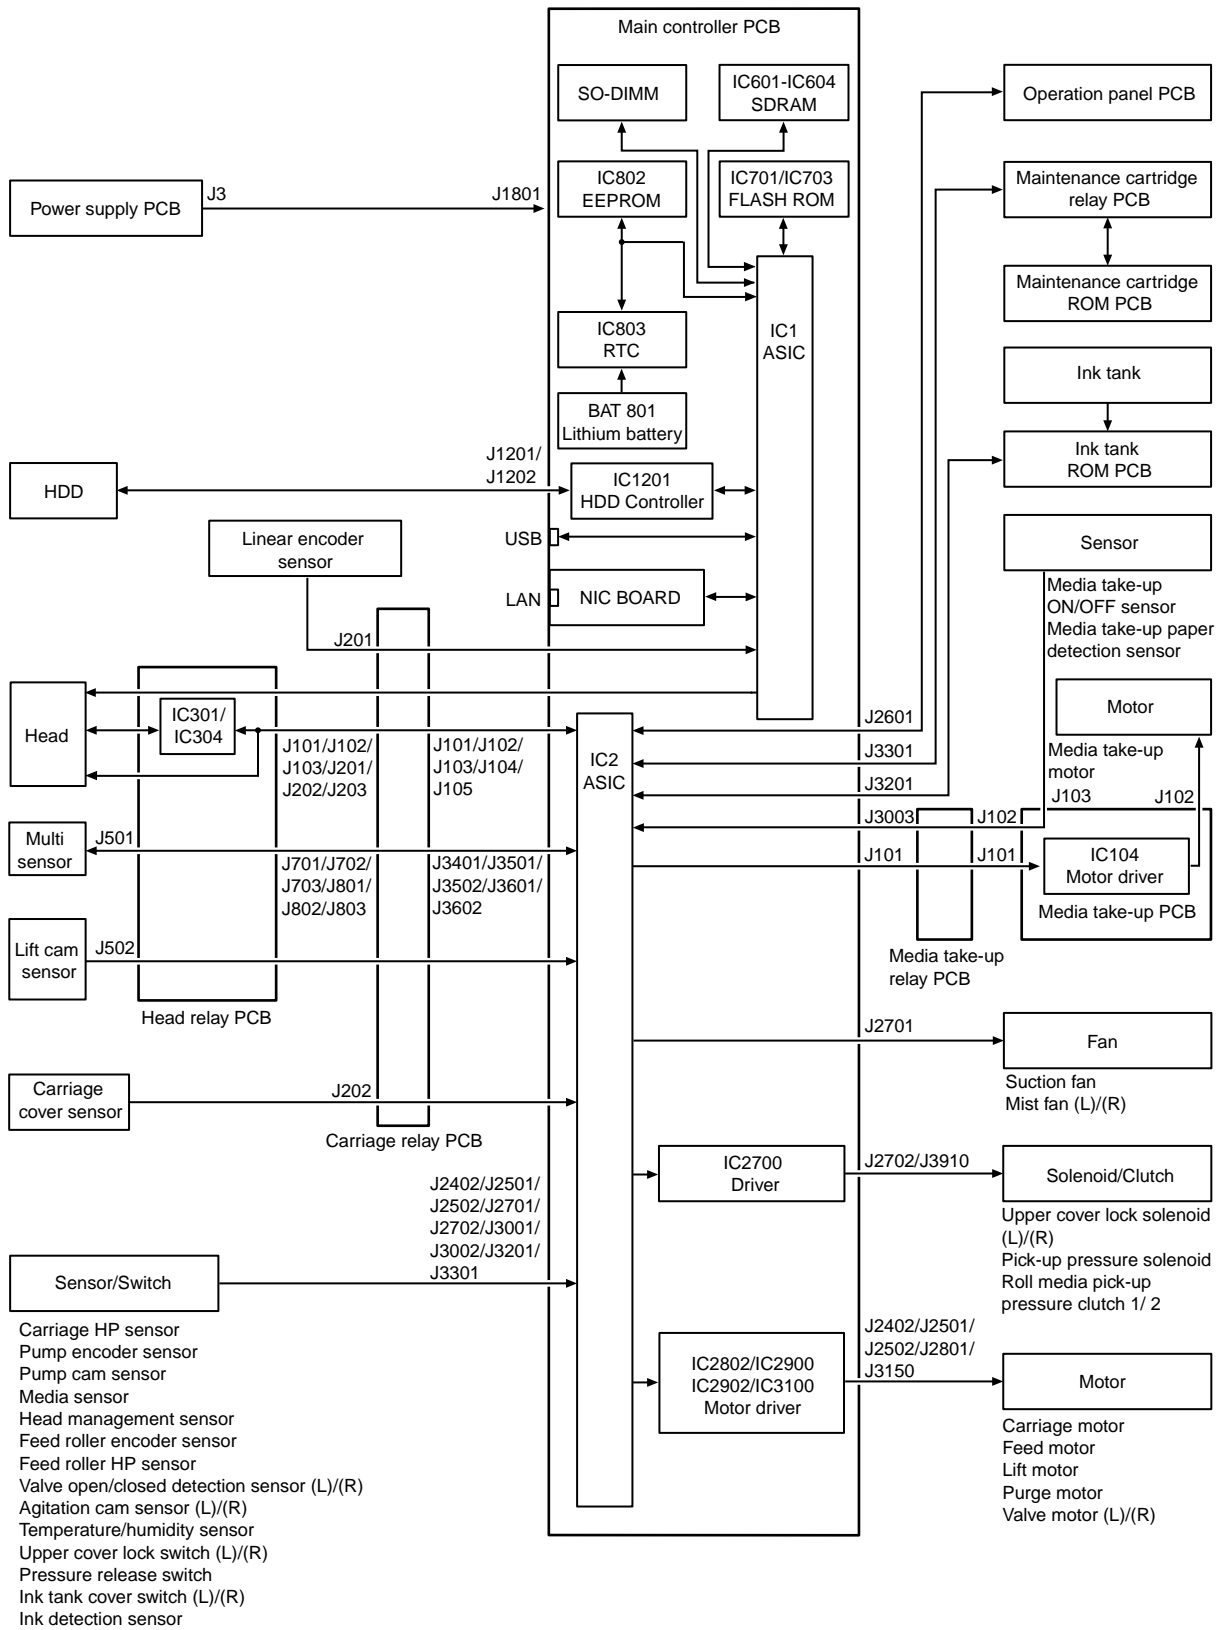 Main controller PCB
SO-DIMM
IC601-IC604
SDRAM
Operation panel PCB
IC802
EEPROM
IC701/IC703
FLASH ROM
Maintenance cartridge
relay PCB
Power supply PCB
J3
J1801
Maintenance cartridge
ROM PCB
IC803
RTC
IC1
ASIC
Ink tank
BAT 801
Lithium battery
Ink tank
ROM PCB
HDD
J1201/
J1202
IC1201
HDD Controller
Linear encoder
sensor
USB
Sensor
LAN
NIC BOARD
Media take-up
ON/OFF sensor
Media take-up paper
detection sensor
J201
Head
IC301/
IC304
J101/J102/
J103/J201/
J202/J203
J101/J102/
J103/J104/
J105
IC2
ASIC
J2601
J3301
J3201
Motor
Media take-up
motor
J103
J102
J3003
J102
J101
J101
IC104
Motor driver
Media take-up PCB
Media take-up
relay PCB
Multi
sensor
J501
J701/J702/
J703/J801/
J802/J803
J3401/J3501/
J3502/J3601/
J3602
Lift cam
sensor
J502
Head relay PCB
J2701
Fan
Suction fan
Mist fan (L)/(R)
Carriage
cover sensor
J202
Carriage relay PCB
IC2700
Driver
J2702/J3910
Solenoid/Clutch
Upper cover lock solenoid
(L)/(R)
Pick-up pressure solenoid
Roll media pick-up
pressure clutch 1/ 2
J2402/J2501/
J2502/J2701/
J2702/J3001/
J3002/J3201/
J3301
Sensor/Switch
Carriage HP sensor
Pump encoder sensor
Pump cam sensor
Media sensor
Head management sensor
Feed roller encoder sensor
Feed roller HP sensor
Valve open/closed detection sensor (L)/(R)
Agitation cam sensor (L)/(R)
Temperature/humidity sensor
Upper cover lock switch (L)/(R)
Pressure release switch
Ink tank cover switch (L)/(R)
Ink detection sensor
IC2802/IC2900
IC2902/IC3100
Motor driver
J2402/J2501/
J2502/J2801/
J3150
Motor
Carriage motor
Feed motor
Lift motor
Purge motor
Valve motor (L)/(R)